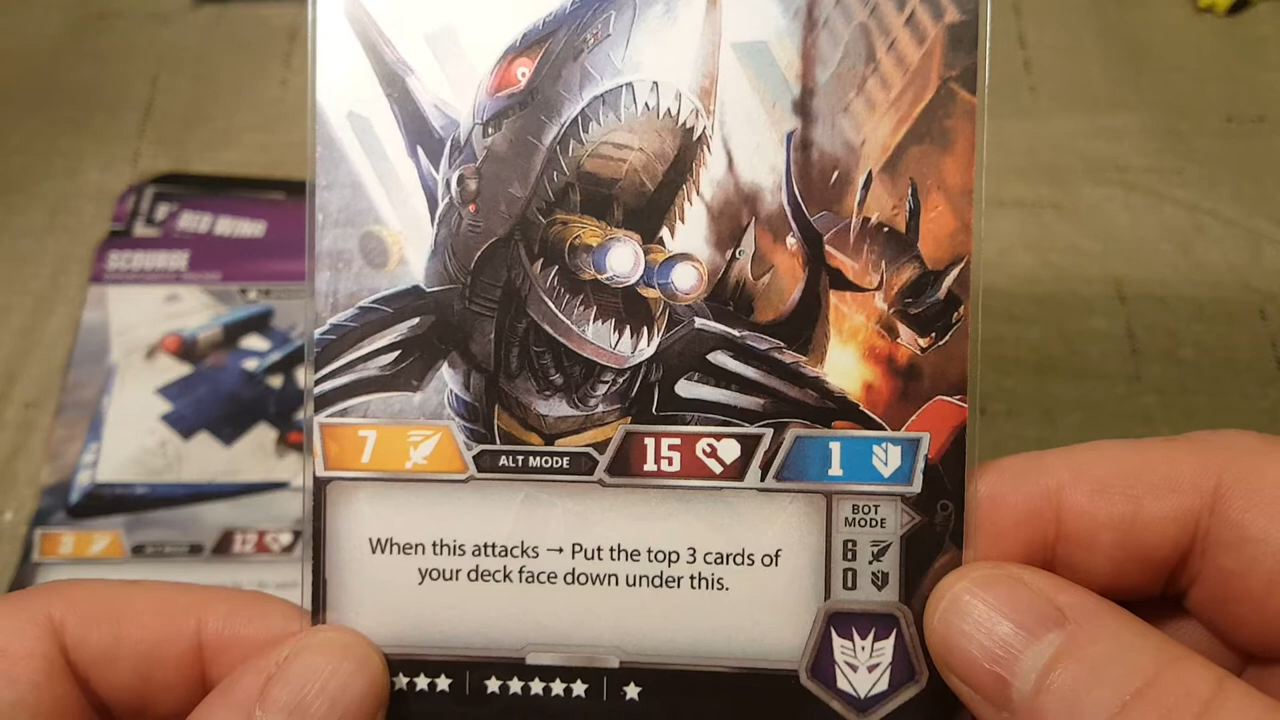 RED WING
SCOURGE
7
ALT MODE
15
1
BOT
MODE
6
0
When this attacks → Put the top 3 cards of
your deck face down under this.
12